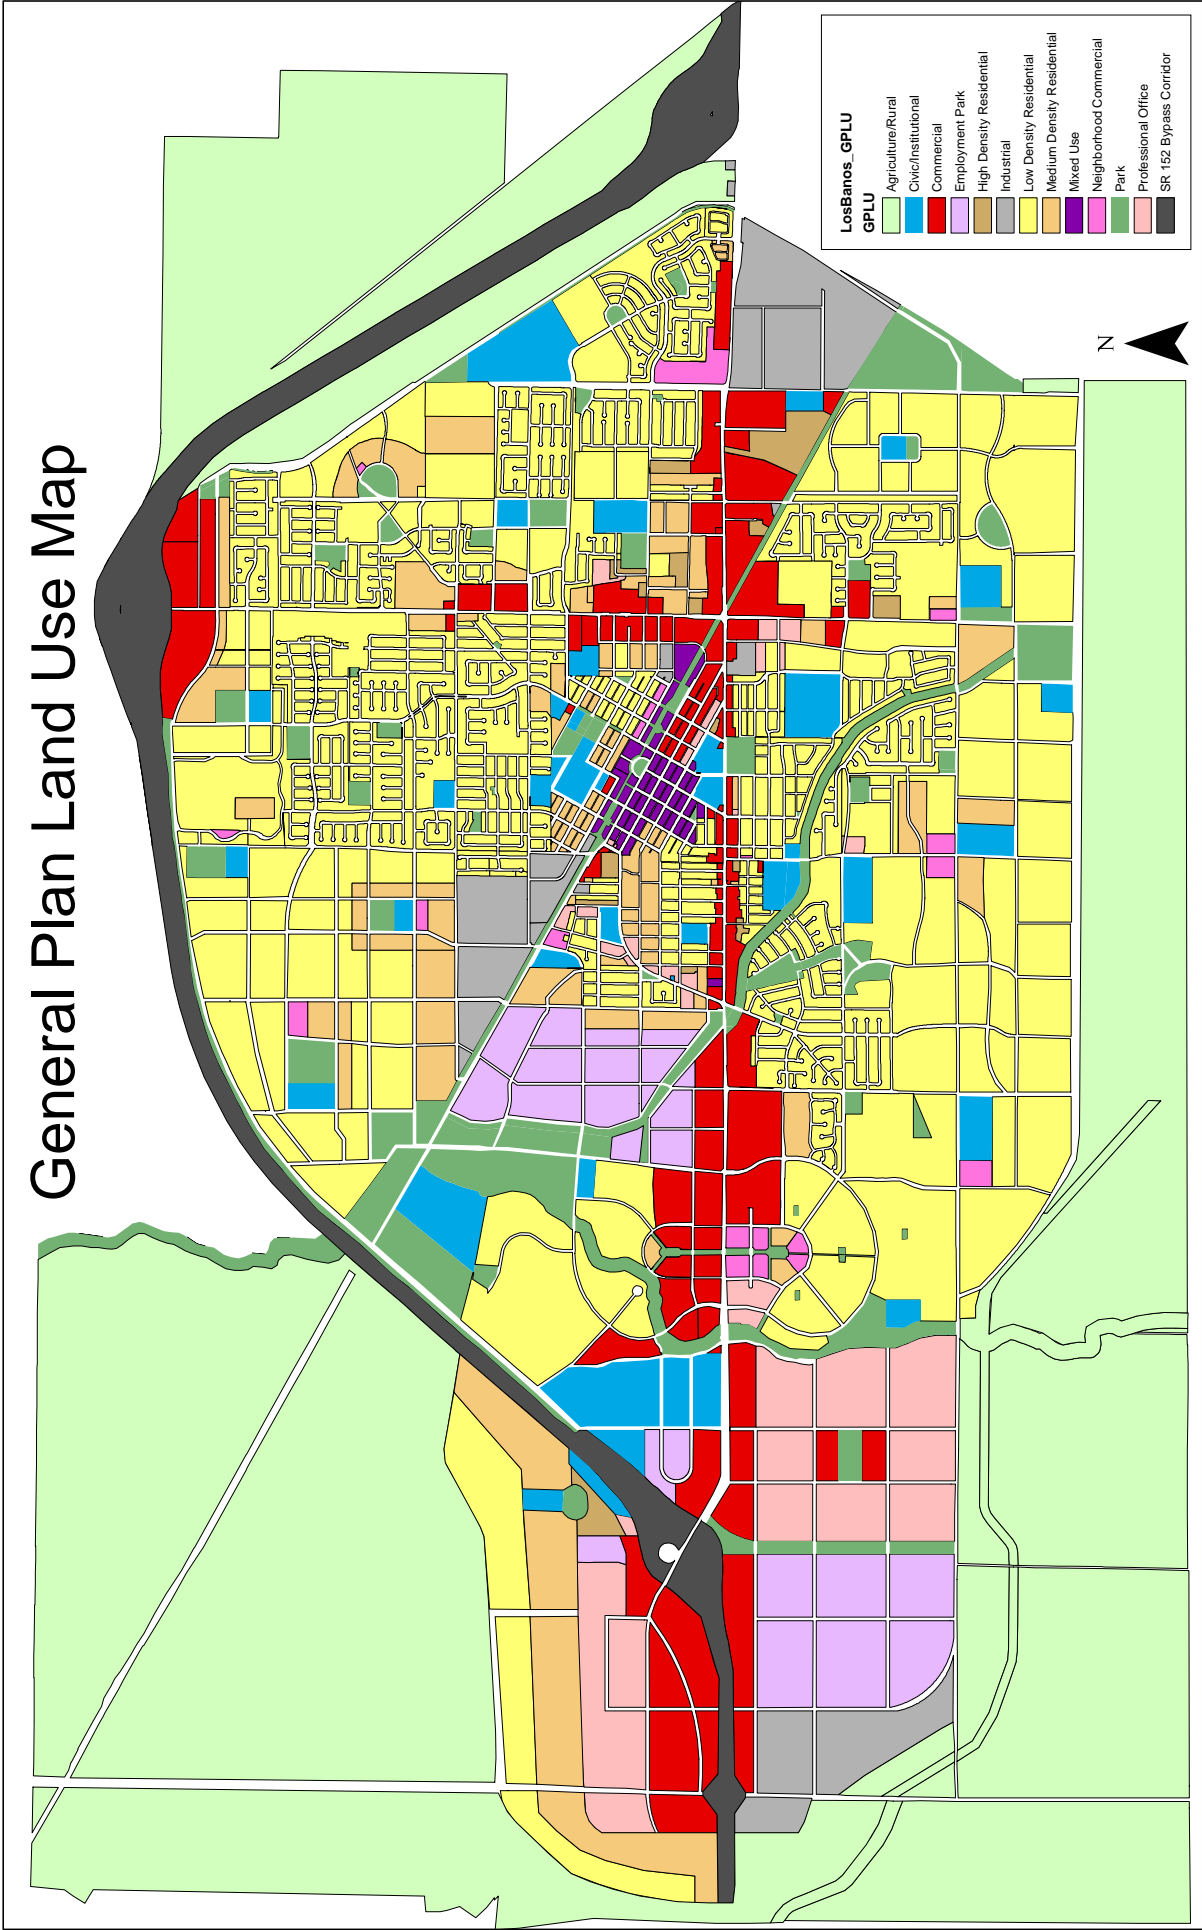 General Plan Land Use Map
LosBanos_GPLU
GPLU
Agriculture/Rural
Civic/Institutional
Commercial
Employment Park
High Density Residential
Industrial
Low Density Residential
Medium Density Residential
Mixed Use
Neighborhood Commercial
Park
Professional Office
SR 152 Bypass Corridor
N